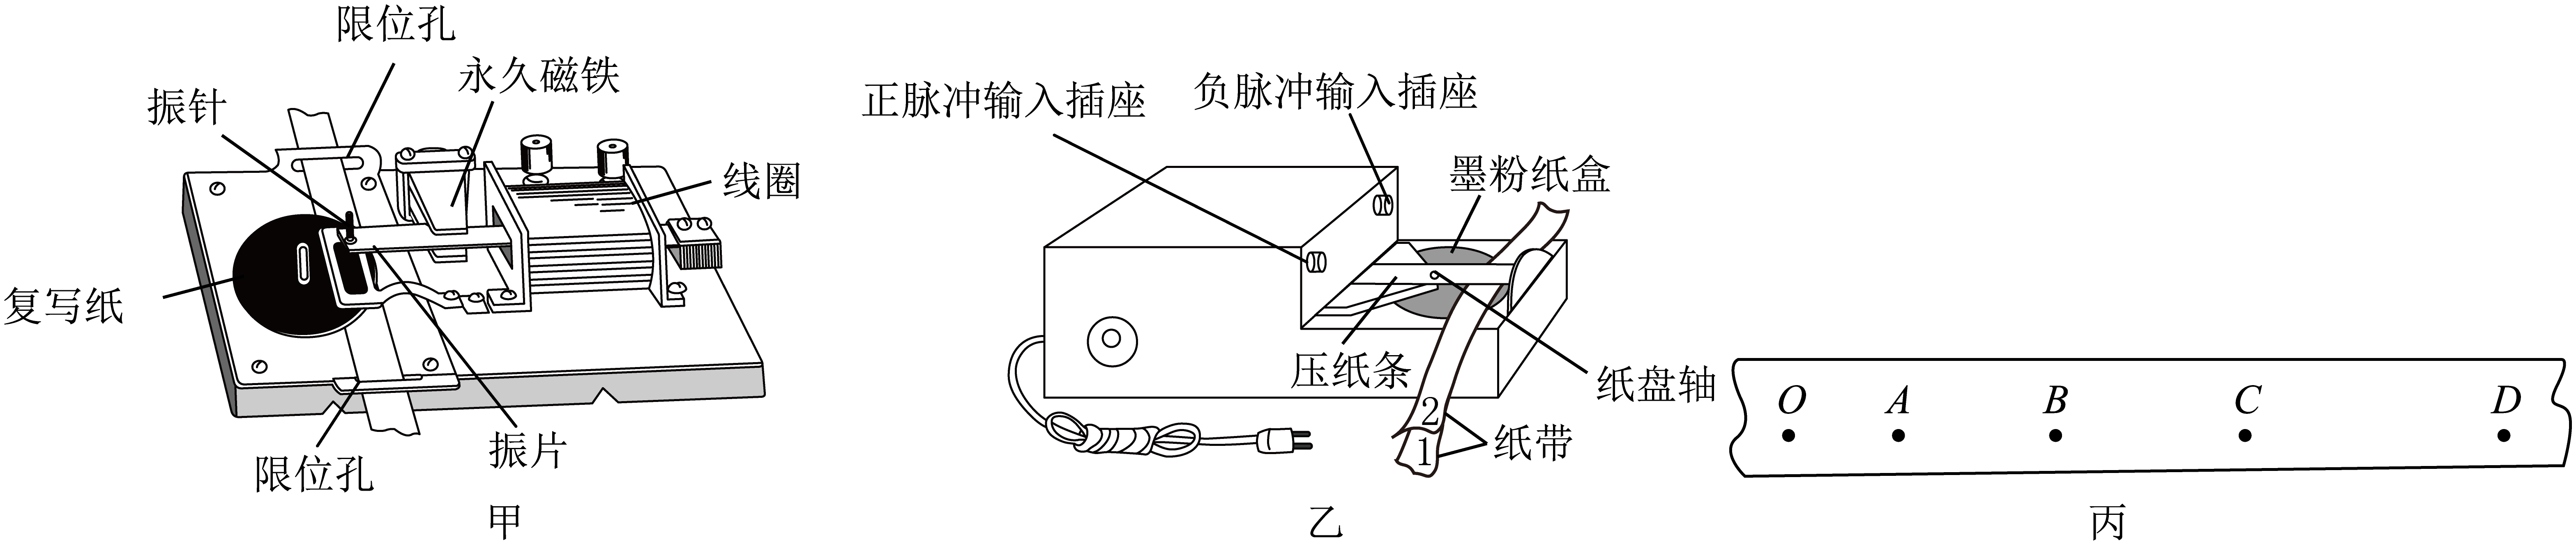 限位孔
永久磁铁
振针
线圈
复写纸
限位孔
振片
甲
正脉冲输入插座
负脉冲输入插座
墨粉纸盒
压纸条
纸盘轴
2
1
纸带
乙
O A B C D
丙